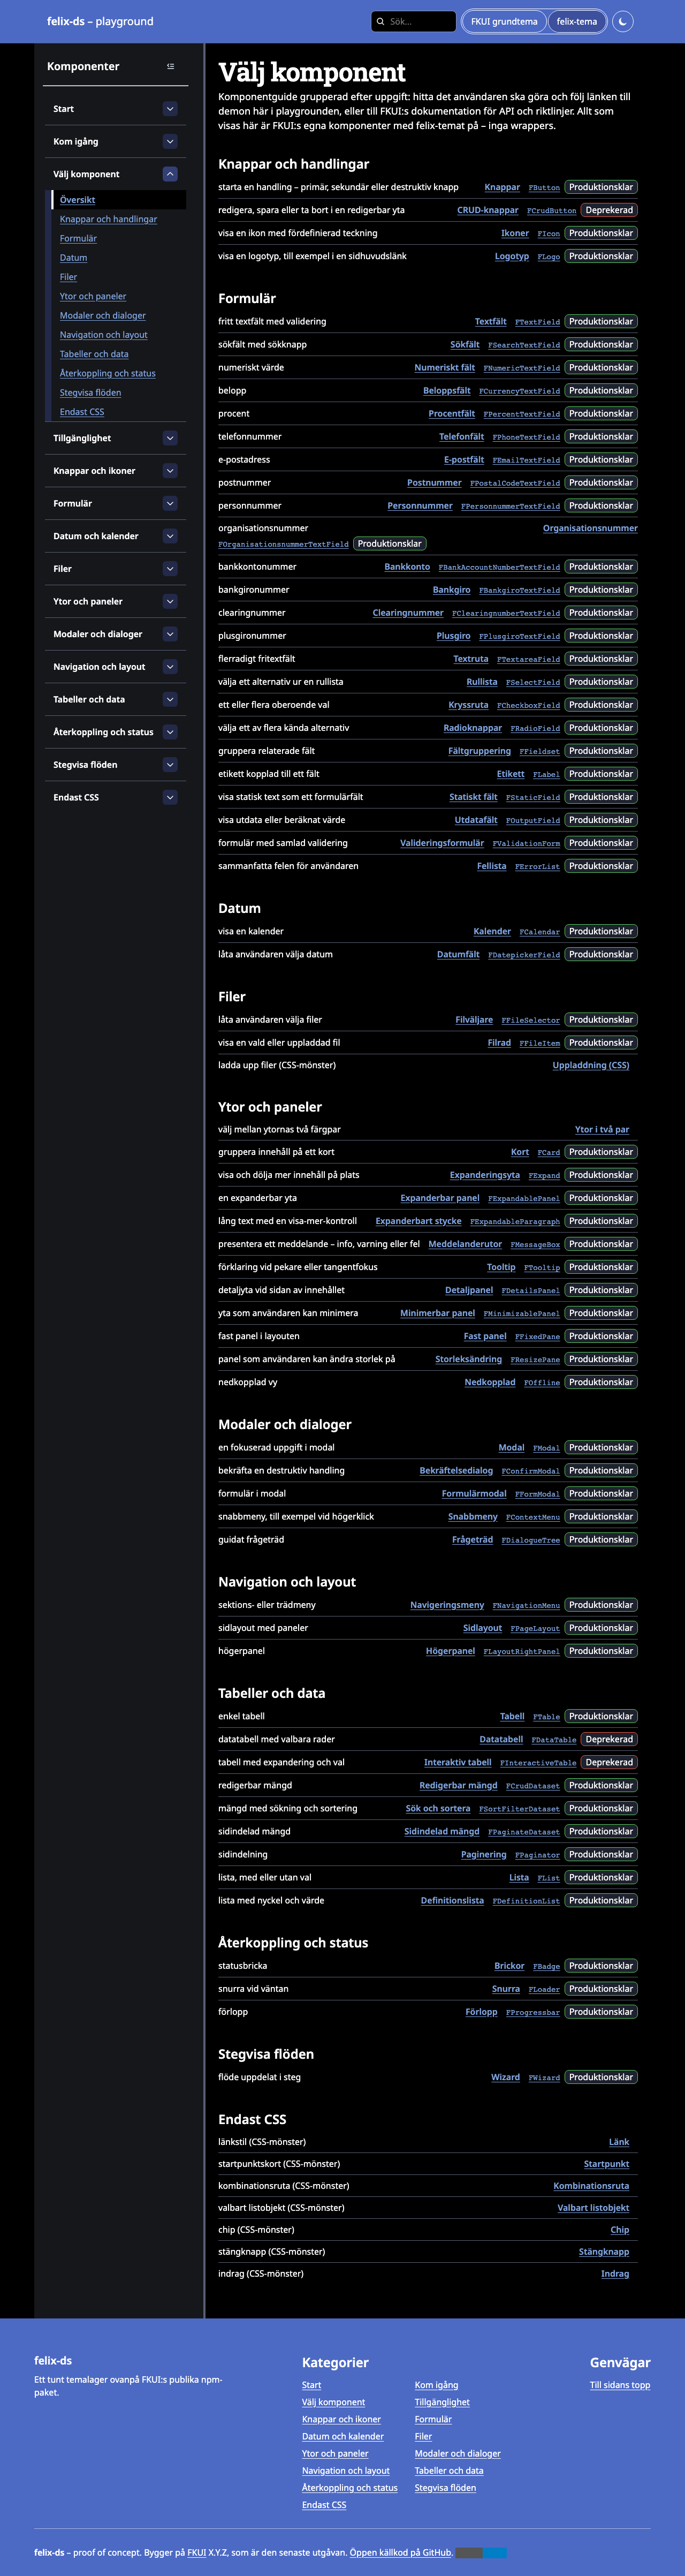 felix-ds – playground
Sök...
FKUI grundtema
felix-tema
Komponenter
Start
Kom igång
Välj komponent
Översikt
Knappar och handlingar
Formulär
Datum
Filer
Ytor och paneler
Modaler och dialoger
Navigation och layout
Tabeller och data
Återkoppling och status
Stegvisa flöden
Endast CSS
Tillgänglighet
Knappar och ikoner
Formulär
Datum och kalender
Filer
Ytor och paneler
Modaler och dialoger
Navigation och layout
Tabeller och data
Återkoppling och status
Stegvisa flöden
Endast CSS
Välj komponent
Komponentguide grupperad efter uppgift: hitta det användaren ska göra och följ länken till
demon med redigerbar kodpanel, eller till FKUI:s dokumentation för API och riktlinjer. Allt som
visas här är FKUI:s egna komponenter med felix-temat på – inga wrappers.
Knappar och handlingar
starta en handling – primär, sekundär eller destruktiv knapp Knappar FButton Produktionsklar
redigera, spara eller ta bort i en redigerbar yta CRUD-knappar FCrudButton Deprekerad
visa en ikon med fördefinierad teckning Ikoner FIcon Produktionsklar
visa en logotyp, till exempel i en sidhuvudslänk Logotyp FLogo Produktionsklar
Formulär
fritt textfält med validering Textfält FTextField Produktionsklar
sökfält med sökknapp Sökfält FSearchTextField Produktionsklar
numeriskt värde Numeriskt fält FNumericTextField Produktionsklar
belopp Beloppsfält FCurrencyTextField Produktionsklar
procent Procentfält FPercentTextField Produktionsklar
telefonnummer Telefonfält FPhoneTextField Produktionsklar
e-postadress E-postfält FEmailTextField Produktionsklar
postnummer Postnummer FPostalCodeTextField Produktionsklar
personnummer Personnummer FPersonnummerTextField Produktionsklar
organisationsnummer Organisationsnummer
FOrganisationsnummerTextField Produktionsklar
bankkontonummer Bankkonto FBankAccountNumberTextField Produktionsklar
bankgironummer Bankgiro FBankgiroTextField Produktionsklar
clearingnummer Clearingnummer FClearingnumberTextField Produktionsklar
plusgironummer Plusgiro FPlusgiroTextField Produktionsklar
flerradigt fritextfält Textruta FTextareaField Produktionsklar
välja ett alternativ ur en rullista Rullista FSelectField Produktionsklar
ett eller flera oberoende val Kryssruta FCheckboxField Produktionsklar
välja ett av flera kända alternativ Radioknappar FRadioField Produktionsklar
gruppera relaterade fält Fältgruppering FFieldset Produktionsklar
etikett kopplad till ett fält Etikett FLabel Produktionsklar
visa statisk text som ett formulärfält Statiskt fält FStaticField Produktionsklar
visa utdata eller beräknat värde Utdatafält FOutputField Produktionsklar
formulär med samlad validering Valideringsformulär FValidationForm Produktionsklar
sammanfatta felen för användaren Fellista FErrorList Produktionsklar
Datum
visa en kalender Kalender FCalendar Produktionsklar
låta användaren välja datum Datumfält FDatepickerField Produktionsklar
Filer
låta användaren välja filer Filväljare FFileSelector Produktionsklar
visa en vald eller uppladdad fil Filrad FFileItem Produktionsklar
ladda upp filer (CSS-mönster) Uppladdning (CSS)
Ytor och paneler
välj mellan ytornas två färgpar Ytor i två par
gruppera innehåll på ett kort Kort FCard Produktionsklar
visa och dölja mer innehåll på plats Expanderingsyta FExpand Produktionsklar
en expanderbar yta Expanderbar panel FExpandablePanel Produktionsklar
lång text med en visa-mer-kontroll Expanderbart stycke FExpandableParagraph Produktionsklar
presentera ett meddelande – info, varning eller fel Meddelanderutor FMessageBox Produktionsklar
förklaring vid pekare eller tangentfokus Tooltip FTooltip Produktionsklar
detaljyta vid sidan av innehållet Detaljpanel FDetailsPanel Produktionsklar
yta som användaren kan minimera Minimerbar panel FMinimizablePanel Produktionsklar
fast panel i layouten Fast panel FFixedPane Produktionsklar
panel som användaren kan ändra storlek på Storleksändring FResizePane Produktionsklar
nedkopplad vy Nedkopplad FOffline Produktionsklar
Modaler och dialoger
en fokuserad uppgift i modal Modal FModal Produktionsklar
bekräfta en destruktiv handling Bekräftelsedialog FConfirmModal Produktionsklar
formulär i modal Formulärmodal FFormModal Produktionsklar
snabbmeny, till exempel vid högerklick Snabbmeny FContextMenu Produktionsklar
guidat frågeträd Frågeträd FDialogueTree Produktionsklar
Navigation och layout
sektions- eller trädmeny Navigeringsmeny FNavigationMenu Produktionsklar
sidlayout med paneler Sidlayout FPageLayout Produktionsklar
högerpanel Högerpanel FLayoutRightPanel Produktionsklar
Tabeller och data
enkel tabell Tabell FTable Produktionsklar
datatabell med valbara rader Datatabell FDataTable Deprekerad
tabell med expandering och val Interaktiv tabell FInteractiveTable Deprekerad
redigerbar mängd Redigerbar mängd FCrudDataset Produktionsklar
mängd med sökning och sortering Sök och sortera FSortFilterDataset Produktionsklar
sidindelad mängd Sidindelad mängd FPaginateDataset Produktionsklar
sidindelning Paginering FPaginator Produktionsklar
lista, med eller utan val Lista FList Produktionsklar
lista med nyckel och värde Definitionslista FDefinitionList Produktionsklar
Återkoppling och status
statusbricka Brickor FBadge Produktionsklar
snurra vid väntan Snurra FLoader Produktionsklar
förlopp Förlopp FProgressbar Produktionsklar
Stegvisa flöden
flöde uppdelat i steg Wizard FWizard Produktionsklar
Endast CSS
länkstil (CSS-mönster) Länk
startpunktskort (CSS-mönster) Startpunkt
kombinationsruta (CSS-mönster) Kombinationsruta
valbart listobjekt (CSS-mönster) Valbart listobjekt
chip (CSS-mönster) Chip
stängknapp (CSS-mönster) Stängknapp
indrag (CSS-mönster) Indrag
felix-ds
Ett tunt temalager ovanpå FKUI:s publika npm-
paket.
Kategorier
Start
Välj komponent
Knappar och ikoner
Datum och kalender
Ytor och paneler
Navigation och layout
Återkoppling och status
Endast CSS
Kom igång
Tillgänglighet
Formulär
Filer
Modaler och dialoger
Tabeller och data
Stegvisa flöden
Genvägar
Till sidans topp
felix-ds – proof of concept. Bygger på FKUI X.Y.Z, som är den senaste utgåvan. Öppen källkod på GitHub.